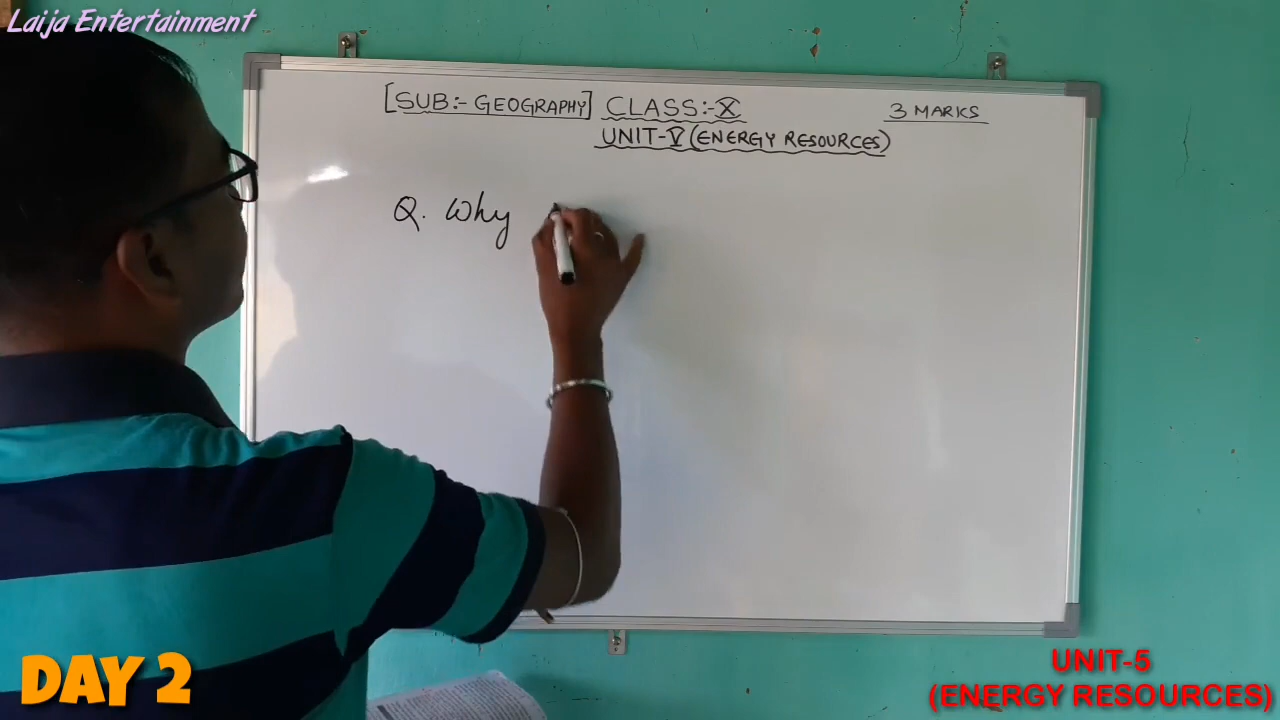 Laija Entertainment
[SUB:- GEOGRAPHY] CLASS:- X 3 MARKS
UNIT-V (ENERGY RESOURCES)
Q. Why
DAY 2
UNIT-5
(ENERGY RESOURCES)